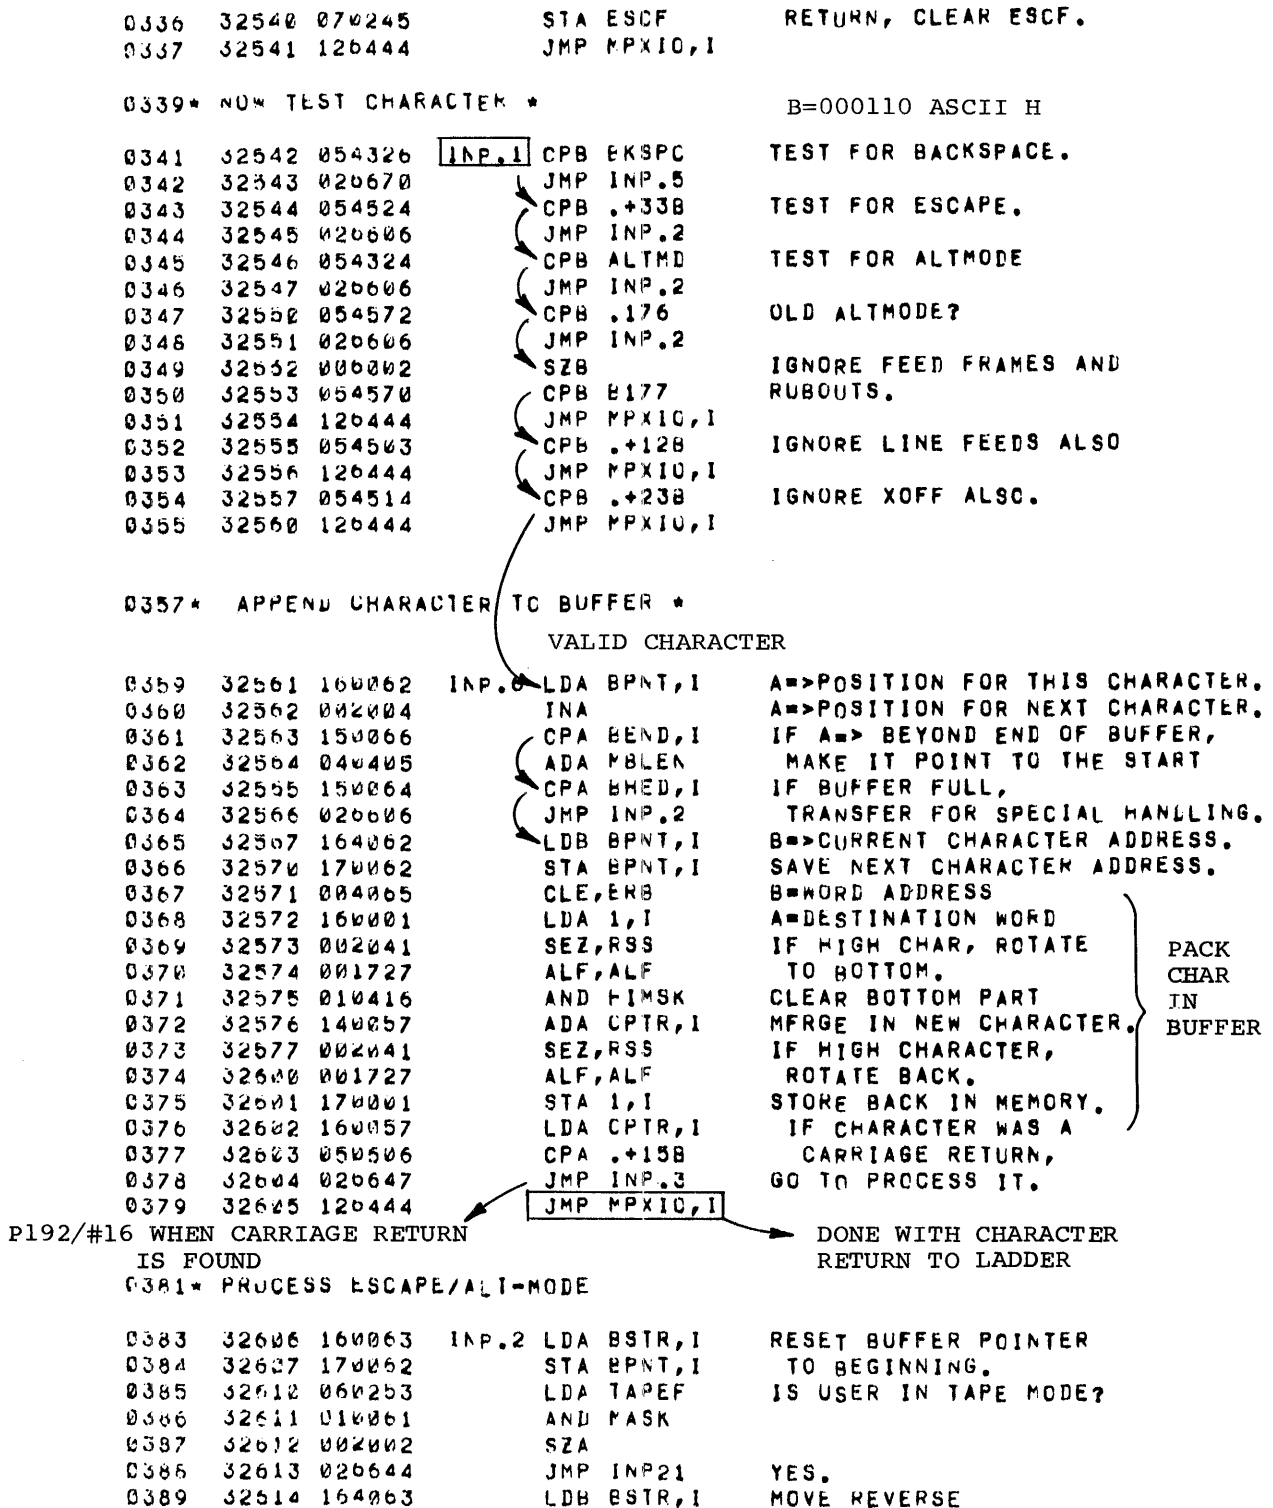 0336 32540 070245 STA ESCF RETURN, CLEAR ESCF.
0337 32541 126444 JMP MPXIO,I
0339* NOW TEST CHARACTER *
B=000110 ASCII H
0341 32542 054326 INP.1 CPB BKSPC TEST FOR BACKSPACE.
0342 32543 026670 JMP INP.5
0343 32544 054524 CPB .+33B TEST FOR ESCAPE.
0344 32545 026606 JMP INP.2
0345 32546 054324 CPB ALTMD TEST FOR ALTMODE
0346 32547 026606 JMP INP.2
0347 32550 054572 CPB .176 OLD ALTMODE?
0348 32551 026606 JMP INP.2
0349 32552 006002 SZB IGNORE FEED FRAMES AND
0350 32553 054570 CPB B177 RUBOUTS.
0351 32554 126444 JMP MPXIO,I
0352 32555 054503 CPB .+12B IGNORE LINE FEEDS ALSO
0353 32556 126444 JMP MPXIO,I
0354 32557 054514 CPB .+23B IGNORE XOFF ALSO.
0355 32560 126444 JMP MPXIO,I
0357* APPEND CHARACTER TO BUFFER *
VALID CHARACTER
0359 32561 160062 INP.6 LDA BPNT,I A=>POSITION FOR THIS CHARACTER.
0360 32562 002004 INA A=>POSITION FOR NEXT CHARACTER.
0361 32563 150066 CPA BEND,I IF A=> BEYOND END OF BUFFER,
0362 32564 040405 ADA MBLEN MAKE IT POINT TO THE START
0363 32565 150064 CPA BHED,I IF BUFFER FULL,
0364 32566 026606 JMP INP.2 TRANSFER FOR SPECIAL HANDLING.
0365 32567 164062 LDB BPNT,I B=>CURRENT CHARACTER ADDRESS.
0366 32570 170062 STA BPNT,I SAVE NEXT CHARACTER ADDRESS.
0367 32571 004065 CLE,ERB B=WORD ADDRESS
0368 32572 160001 LDA 1,I A=DESTINATION WORD
0369 32573 002041 SEZ,RSS IF HIGH CHAR, ROTATE
0370 32574 001727 ALF,ALF TO BOTTOM.
0371 32575 010416 AND HIMSK CLEAR BOTTOM PART
0372 32576 140057 ADA CPTR,I MERGE IN NEW CHARACTER.
0373 32577 002041 SEZ,RSS IF HIGH CHARACTER,
0374 32600 001727 ALF,ALF ROTATE BACK.
0375 32601 170001 STA 1,I STORE BACK IN MEMORY.
0376 32602 160057 LDA CPTR,I IF CHARACTER WAS A
0377 32603 050506 CPA .+15B CARRIAGE RETURN,
0378 32604 026647 JMP INP.3 GO TO PROCESS IT.
0379 32605 126444 JMP MPXIO,I
PACK
CHAR
IN
BUFFER
P192/#16 WHEN CARRIAGE RETURN
IS FOUND
DONE WITH CHARACTER
RETURN TO LADDER
0381* PROCESS ESCAPE/ALT-MODE
0383 32606 160063 INP.2 LDA BSTR,I RESET BUFFER POINTER
0384 32607 170062 STA BPNT,I TO BEGINNING.
0385 32610 060253 LDA TAPEF IS USER IN TAPE MODE?
0386 32611 010061 AND MASK
0387 32612 002002 SZA
0388 32613 026644 JMP INP21 YES.
0389 32614 164063 LDB BSTR,I MOVE REVERSE